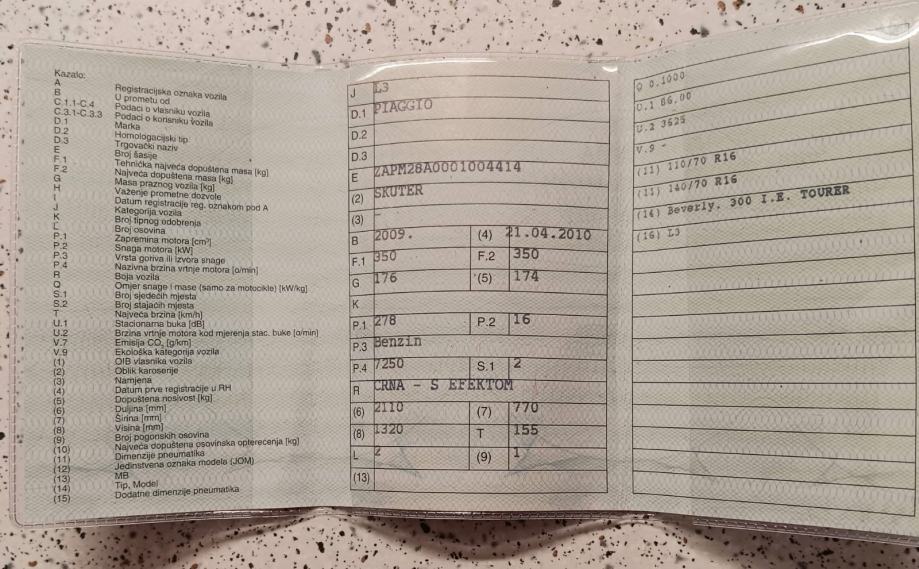 Kazalo:
A Registracijska oznaka vozila
B U prometu od
C.1.1-C.4 Podaci o vlasniku vozila
C.3.1-C.3.3 Podaci o korisniku vozila
D.1 Marka
D.2 Homologacijski tip
D.3 Trgovački naziv
E Broj šasije
F.1 Tehnička najveća dopuštena masa [kg]
F.2 Najveća dopuštena masa [kg]
G Masa praznog vozila [kg]
H Važenje prometne dozvole
I Datum registracije reg. oznakom pod A
J Kategorija vozila
K Broj tipnog odobrenja
L Broj osovina
P.1 Zapremina motora [cm³]
P.2 Snaga motora [kW]
P.3 Vrsta goriva ili izvora snage
P.4 Nazivna brzina vrtnje motora [o/min]
R Boja vozila
Q Omjer snage i mase (samo za motocikle) [kW/kg]
S.1 Broj sjedećih mjesta
S.2 Broj stajaćih mjesta
T Najveća brzina [km/h]
U.1 Stacionarna buka [dB]
U.2 Brzina vrtnje motora kod mjerenja stac. buke [o/min]
V.7 Emisija CO₂ [g/km]
V.9 Ekološka kategorija vozila
(1) OIB vlasnika vozila
(2) Oblik karoserije
(3) Namjena
(4) Datum prve registracije u RH
(5) Dopuštena nosivost [kg]
(6) Duljina [mm]
(7) Širina [mm]
(8) Visina [mm]
(9) Broj pogonskih osovina
(10) Najveća dopuštena osovinska opterećenja [kg]
(11) Dimenzije pneumatika
(12) Jedinstvena oznaka modela (JOM)
(13) MB
(14) Tip, Model
(15) Dodatne dimenzije pneumatika
J L3
D.1 PIAGGIO
D.2
D.3
E ZAPM28A0001004414
(2) SKUTER
(3) -
B 2009. (4) 21.04.2010
F.1 350 F.2 350
G 176 (5) 174
K
P.1 278 P.2 16
P.3 Benzin
P.4 7250 S.1 2
R CRNA - S EFEKTOM
(6) 2110 (7) 770
(8) 1320 T 155
L 2 (9) 1
(13)
Q 0.1000
U.1 86.00
U.2 3625
V.9 -
(11) 110/70 R16
(11) 140/70 R16
(14) Beverly, 300 I.E. TOURER
(16) L3